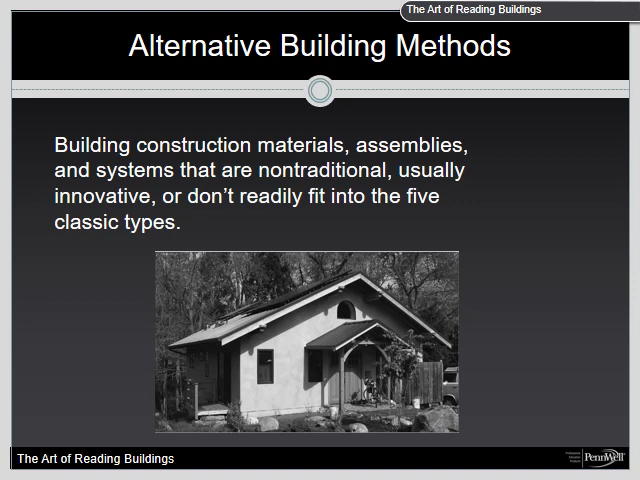 The Art of Reading Buildings
Alternative Building Methods
Building construction materials, assemblies,
and systems that are nontraditional, usually
innovative, or don't readily fit into the five
classic types.
The Art of Reading Buildings
PennWell